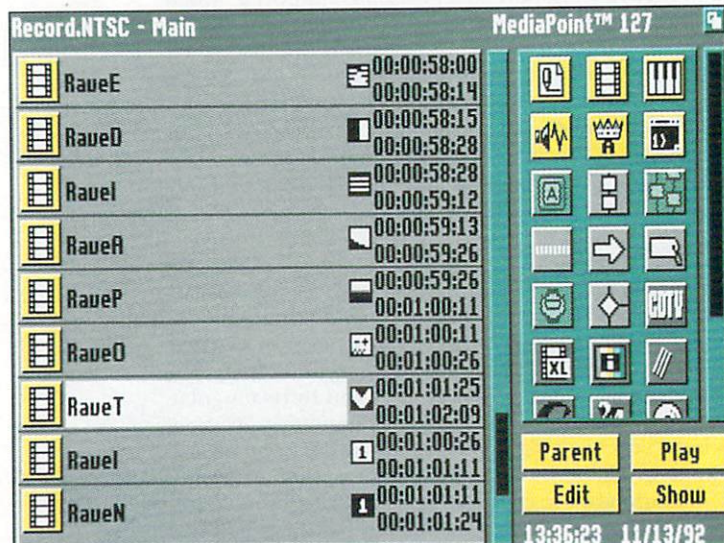 Record.NTSC - Main
MediaPoint™ 127
RaveE
00:00:58:00
00:00:58:14
RaveD
00:00:58:15
00:00:58:28
RaveI
00:00:58:28
00:00:59:12
RaveA
00:00:59:13
00:00:59:26
RaveP
00:00:59:26
00:01:00:11
RaveO
00:01:00:11
00:01:00:26
RaveT
00:01:01:25
00:01:02:09
RaveI
1
00:01:00:26
00:01:01:11
RaveN
1
00:01:01:11
00:01:01:24
A
1>
A
CDTV
XL
Parent
Play
Edit
Show
13:36:23 11/13/92